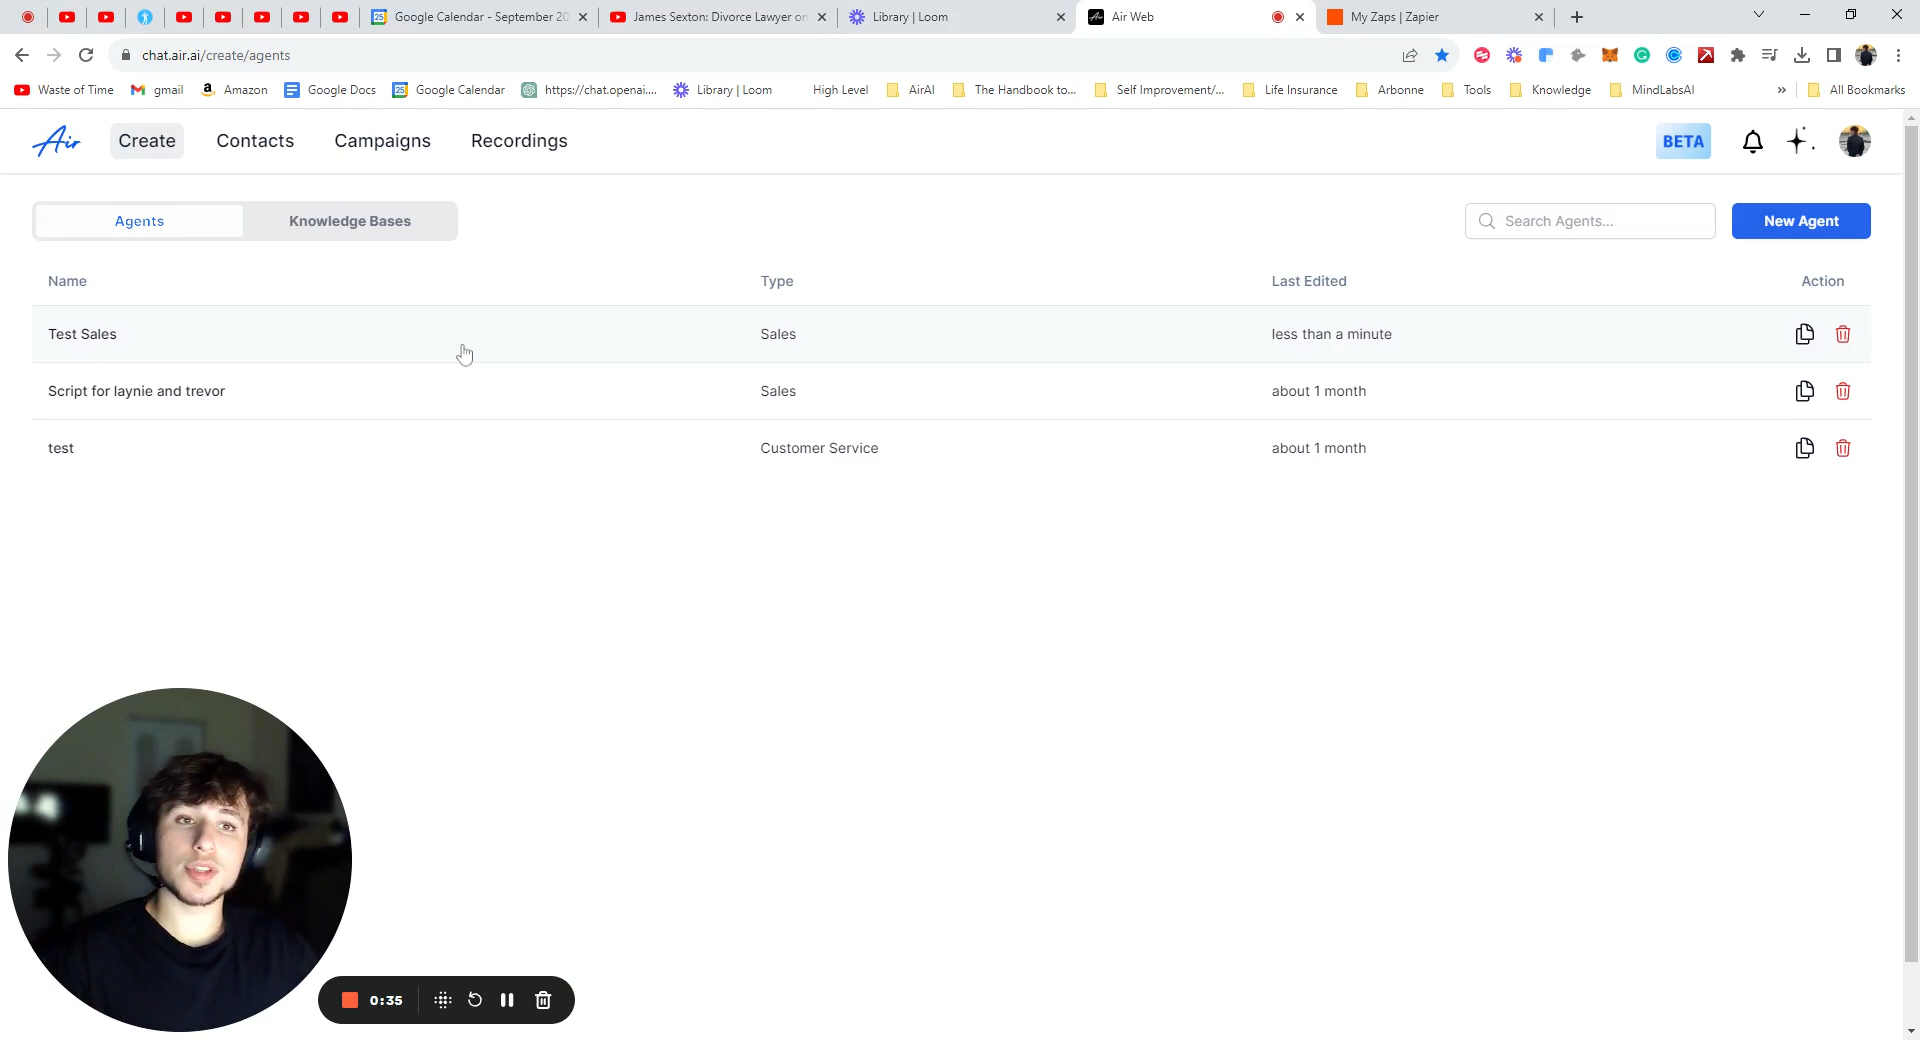 Google Calendar - September 20
James Sexton: Divorce Lawyer on
Library | Loom
Air Web
My Zaps | Zapier
chat.air.ai/create/agents
Waste of Time
gmail
Amazon
Google Docs
Google Calendar
https://chat.openai....
Library | Loom
High Level
AirAI
The Handbook to...
Self Improvement/...
Life Insurance
Arbonne
Tools
Knowledge
MindLabsAI
»
All Bookmarks
Air
Create
Contacts
Campaigns
Recordings
BETA
Agents
Knowledge Bases
Search Agents...
New Agent
Name
Type
Last Edited
Action
Test Sales
Sales
less than a minute
Script for laynie and trevor
Sales
about 1 month
test
Customer Service
about 1 month
0:35